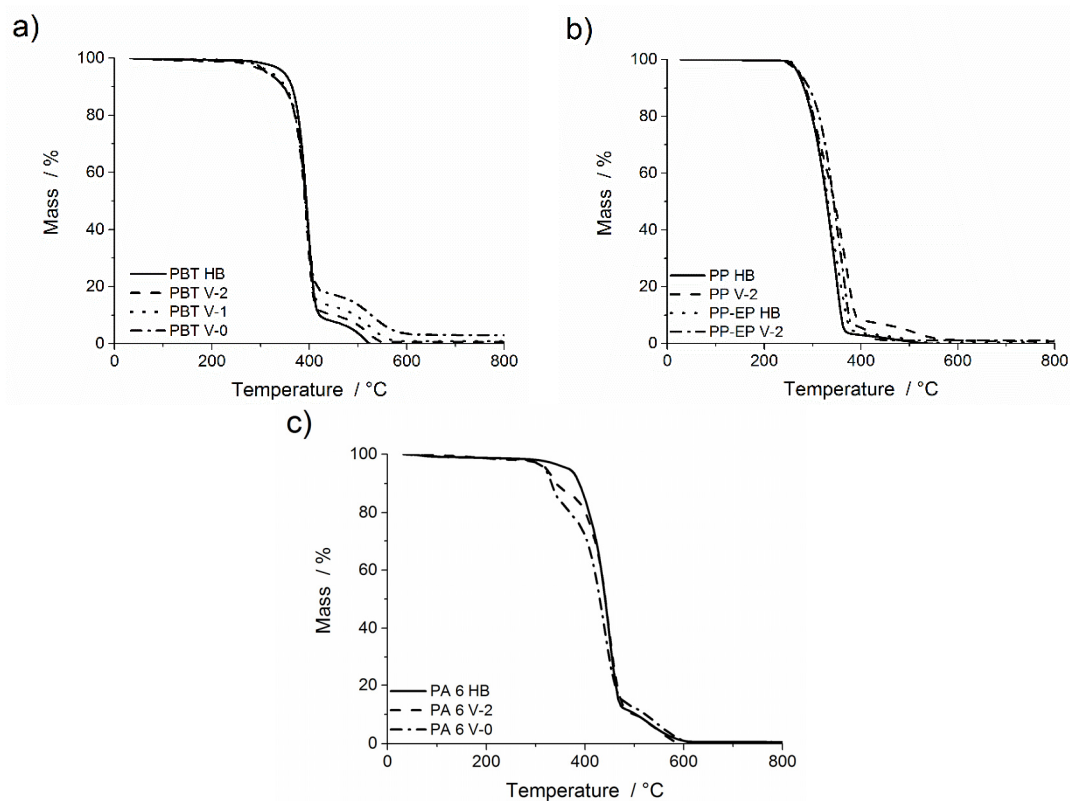 a)
100
80
60
40
20
0
Mass / %
PBT HB
PBT V-2
PBT V-1
PBT V-0
0 200 400 600 800
Temperature / °C
b)
100
80
60
40
20
0
Mass / %
PP HB
PP V-2
PP-EP HB
PP-EP V-2
0 200 400 600 800
Temperature / °C
c)
100
80
60
40
20
0
Mass / %
PA 6 HB
PA 6 V-2
PA 6 V-0
0 200 400 600 800
Temperature / °C